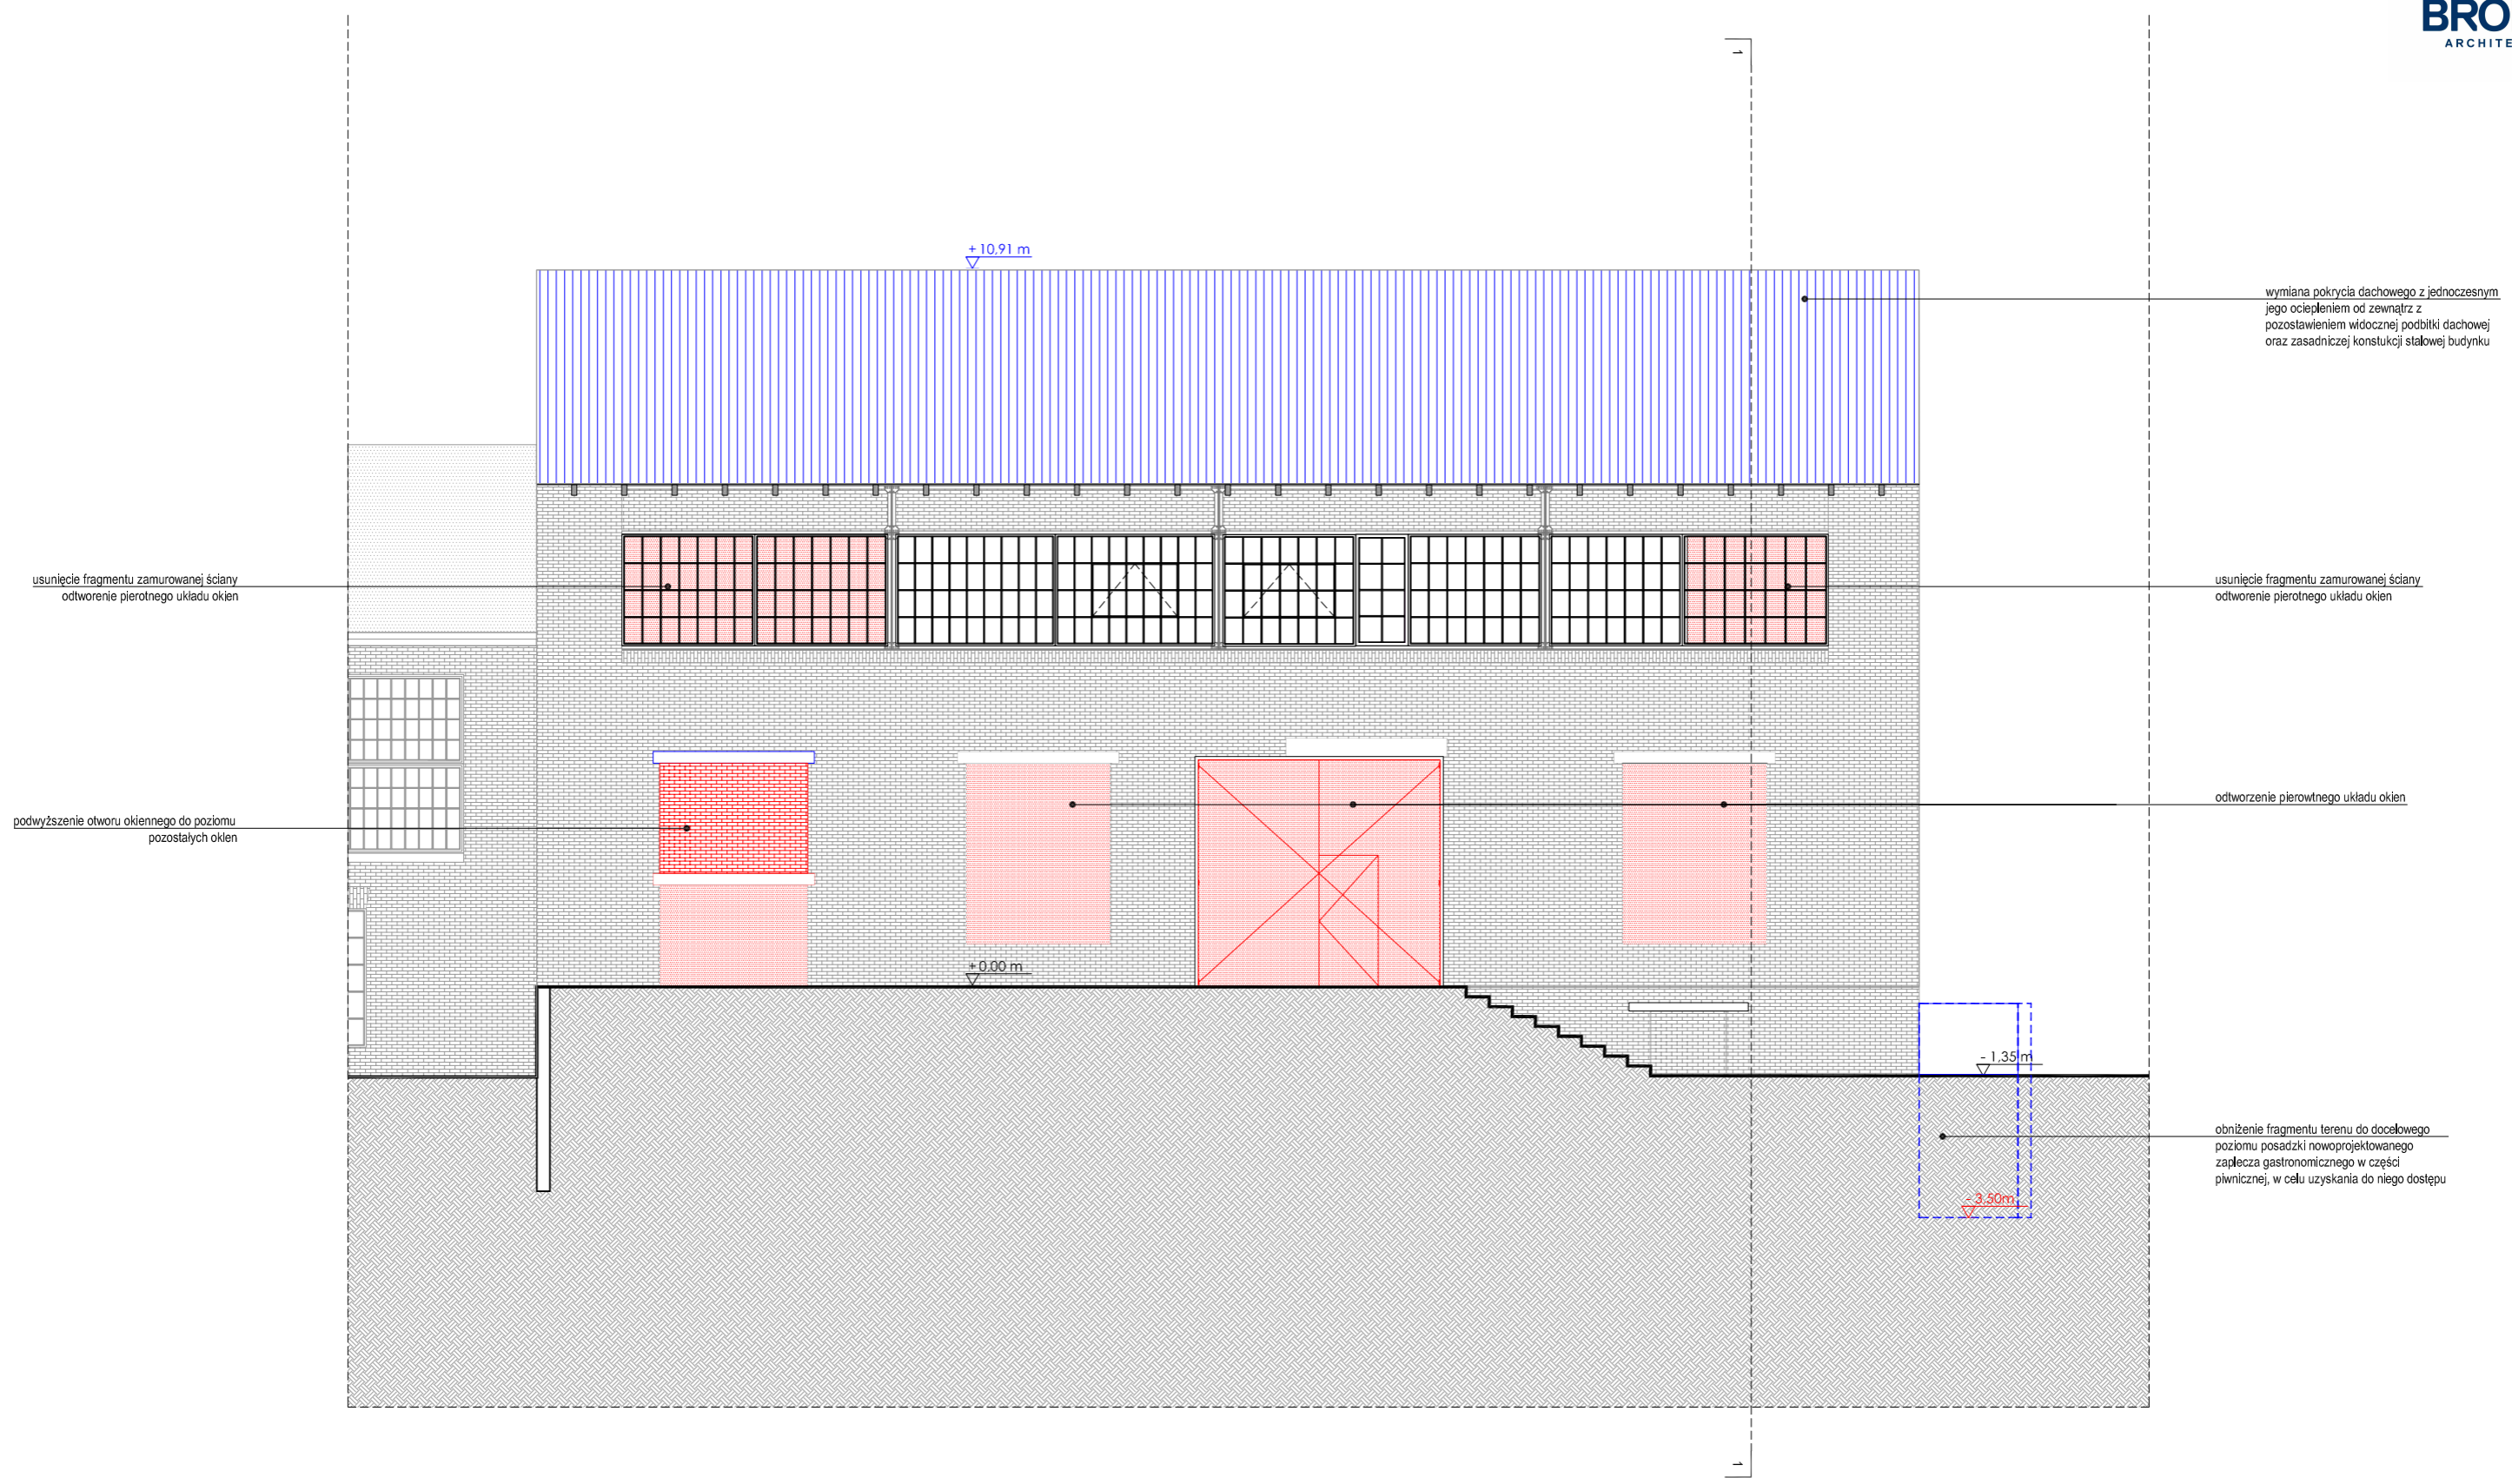 BRO
ARCHITE
1
+ 10,91 m
wymiana pokrycia dachowego z jednoczesnym
jego ociepleniem od zewnątrz z
pozostawieniem widocznej podbitki dachowej
oraz zasadniczej konstukcji stalowej budynku
usunięcie fragmentu zamurowanej ściany
odtworenie pierotnego układu okien
usunięcie fragmentu zamurowanej ściany
odtworenie pierotnego układu okien
odtworzenie pierowtnego układu okien
podwyższenie otworu okiennego do poziomu
pozostałych okien
+ 0,00 m
- 1,35 m
obniżenie fragmentu terenu do docelowego
poziomu posadzki nowoprojektowanego
zaplecza gastronomicznego w części
piwnicznej, w celu uzyskania do niego dostępu
- 3,50m
1